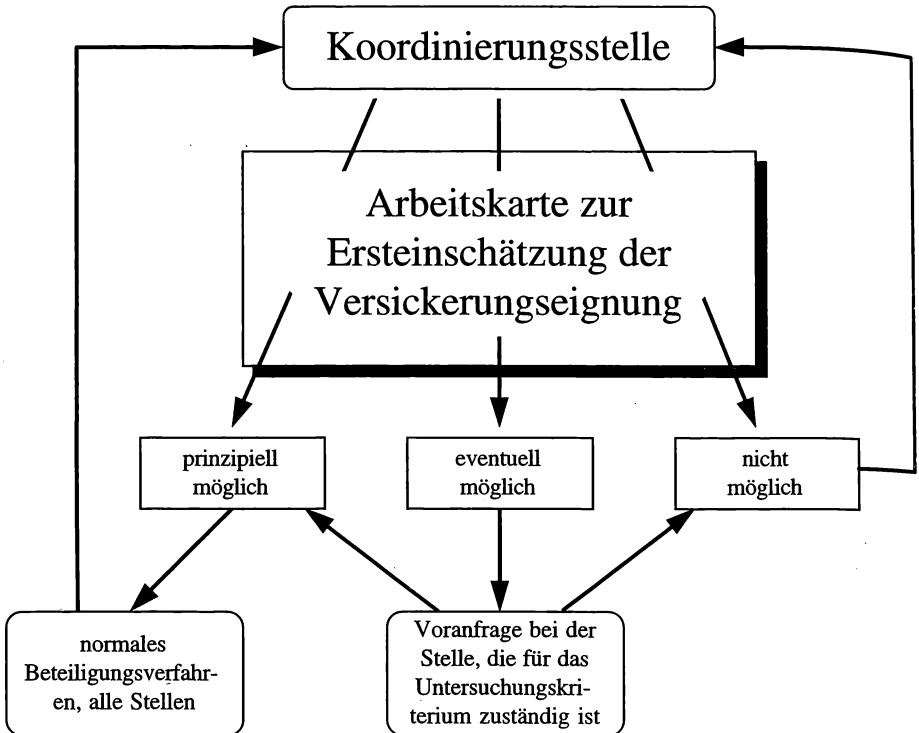 Koordinierungsstelle
Arbeitskarte zur
Ersteinschätzung der
Versickerungseignung
prinzipiell
möglich
eventuell
möglich
nicht
möglich
normales
Beteiligungsverfahr-
en, alle Stellen
Voranfrage bei der
Stelle, die für das
Untersuchungskri-
terium zuständig ist